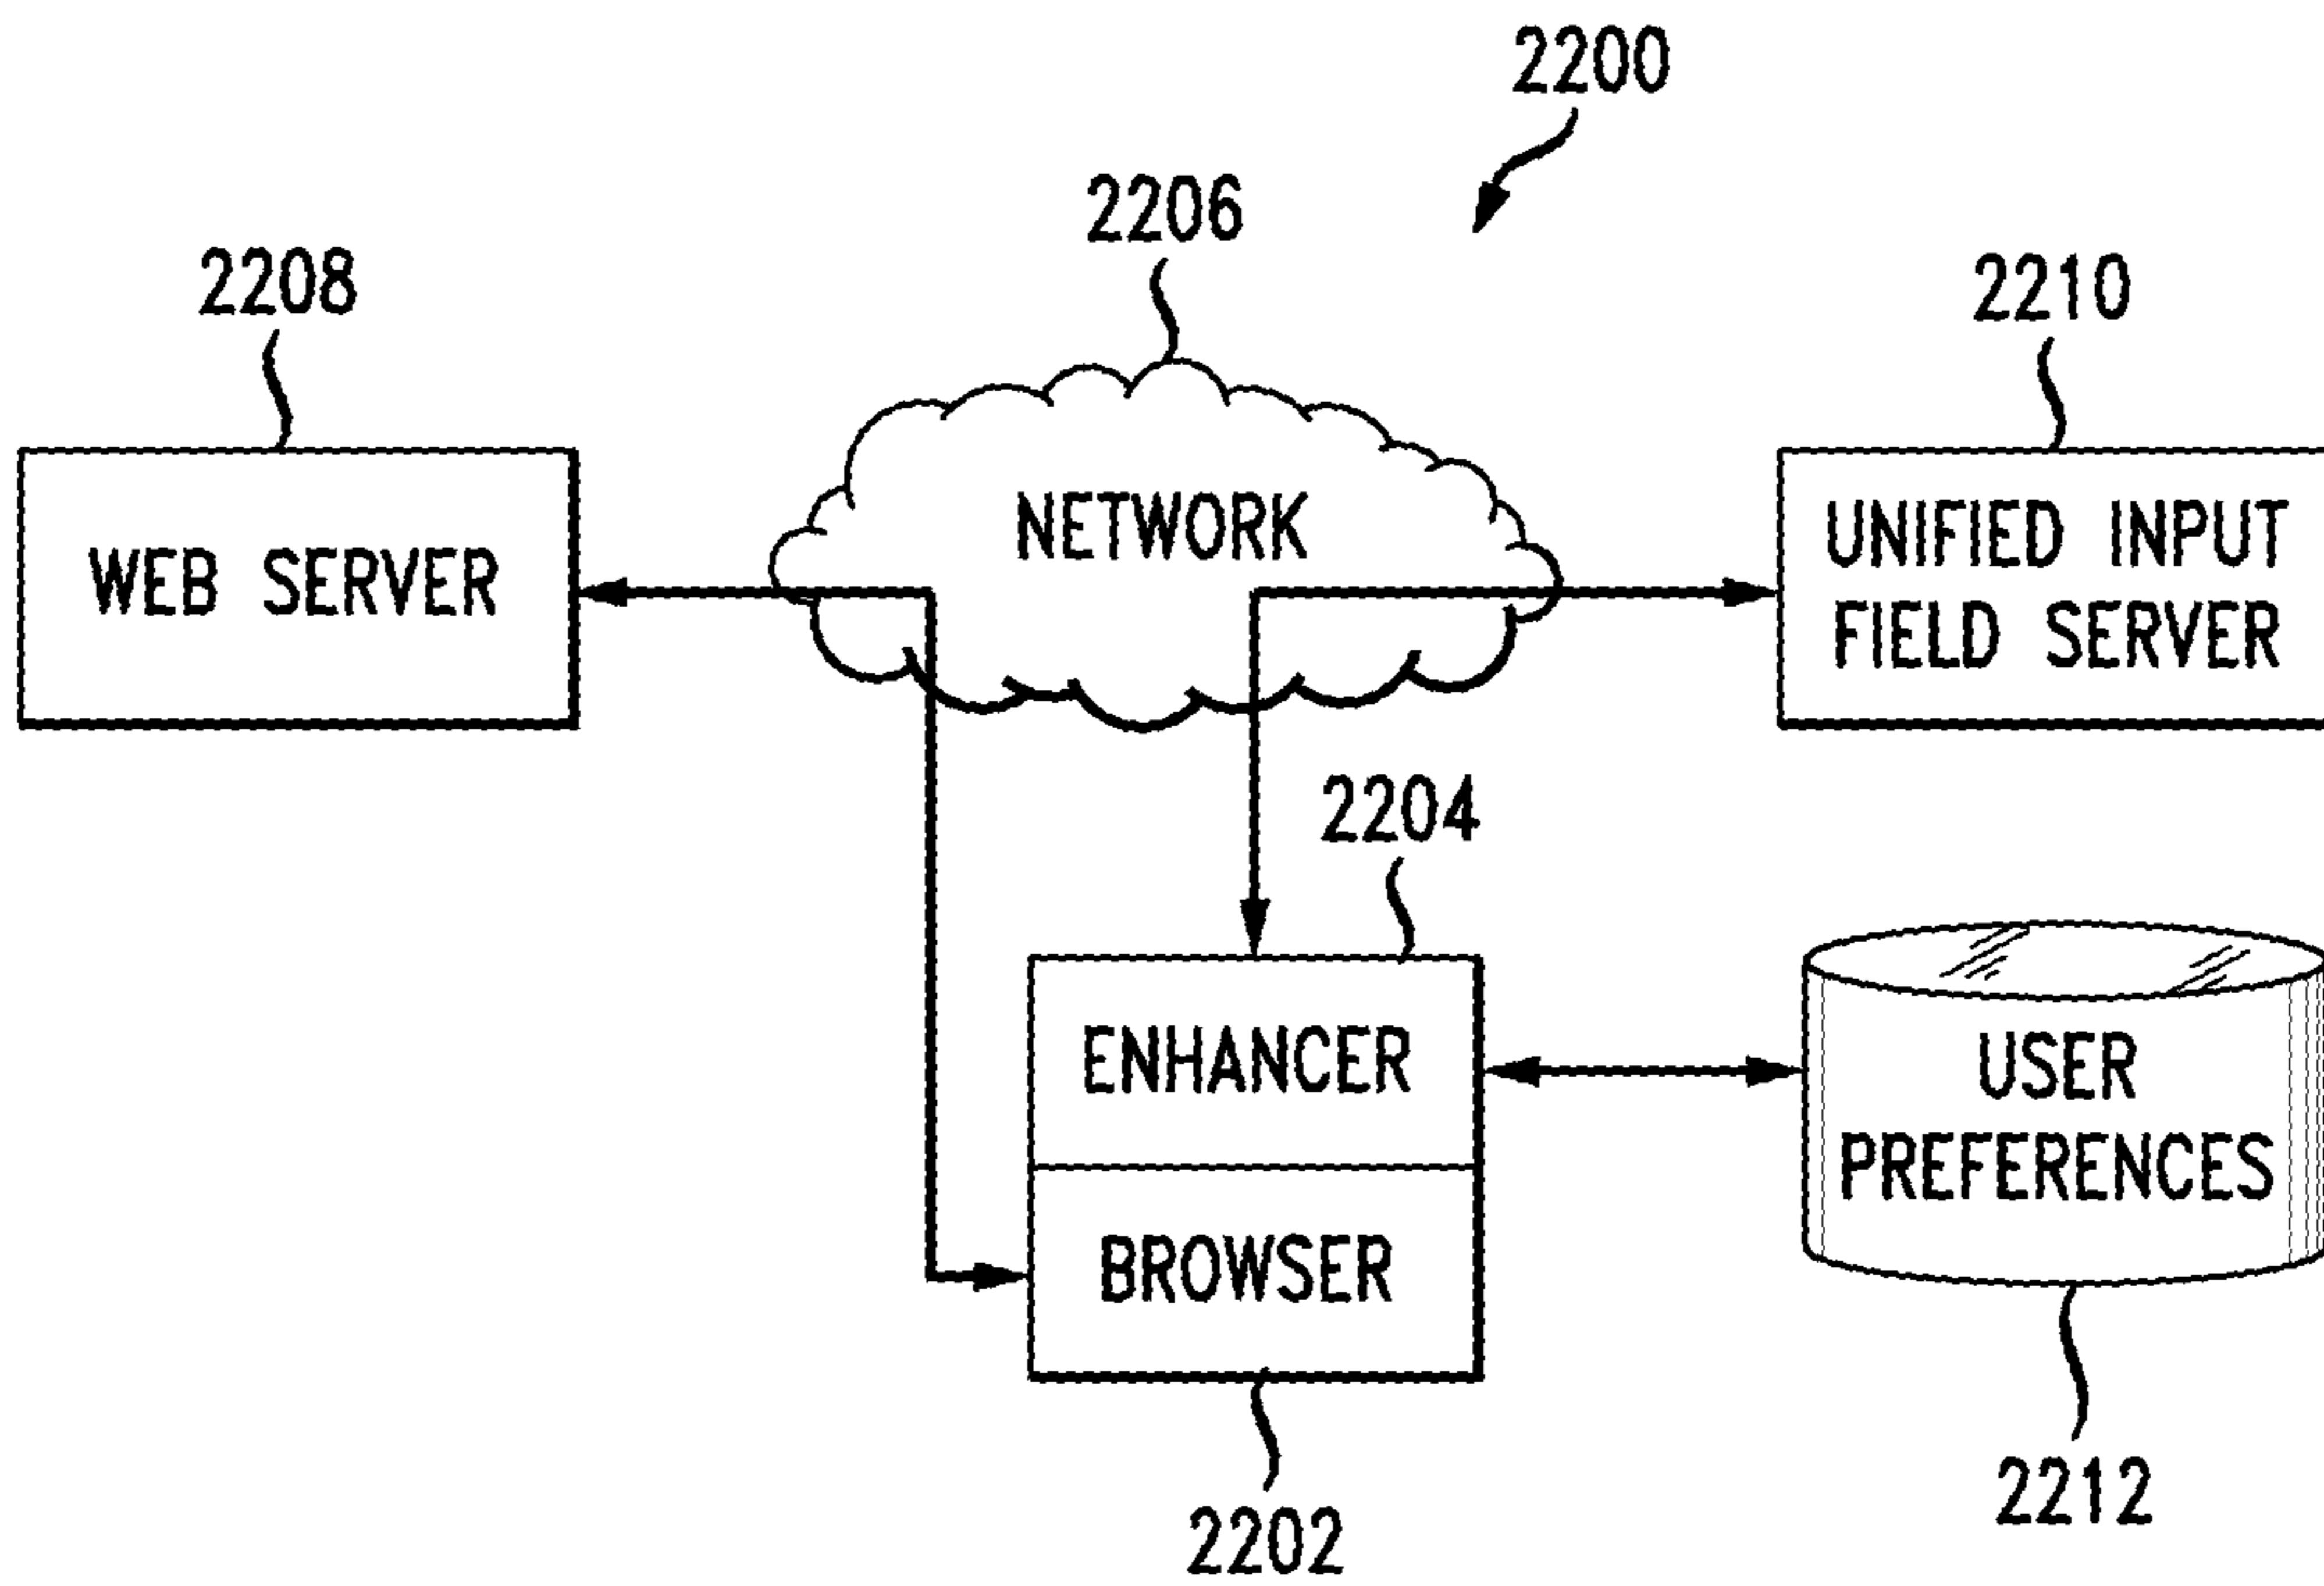 2200
2206
2208
2210
NETWORK
WEB SERVER
UNIFIED INPUT
FIELD SERVER
2204
ENHANCER
USER
PREFERENCES
BROWSER
2212
2202